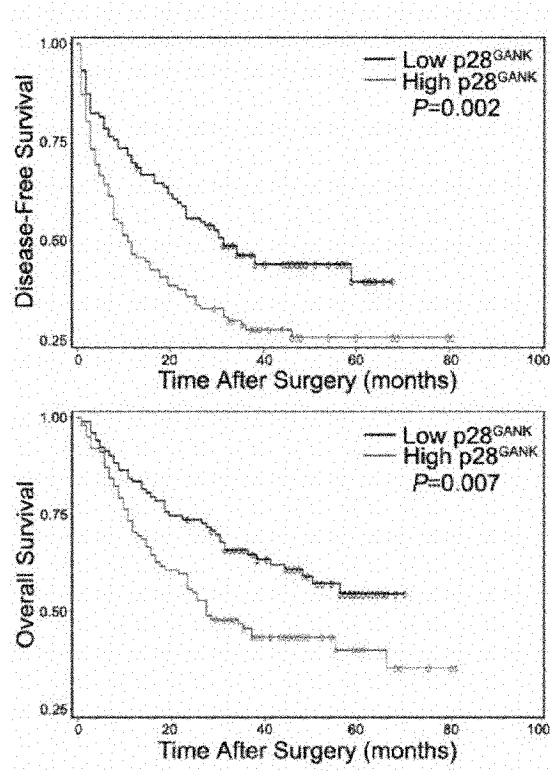 1.00
Low p28GANK
High p28GANK
P=0.002
0.75
Disease-Free Survival
0.50
0.25
0 20 40 60 80 100
Time After Surgery (months)
1.00
Low p28GANK
High p28GANK
P=0.007
0.75
Overall Survival
0.50
0.25
0 20 40 60 80 100
Time After Surgery (months)